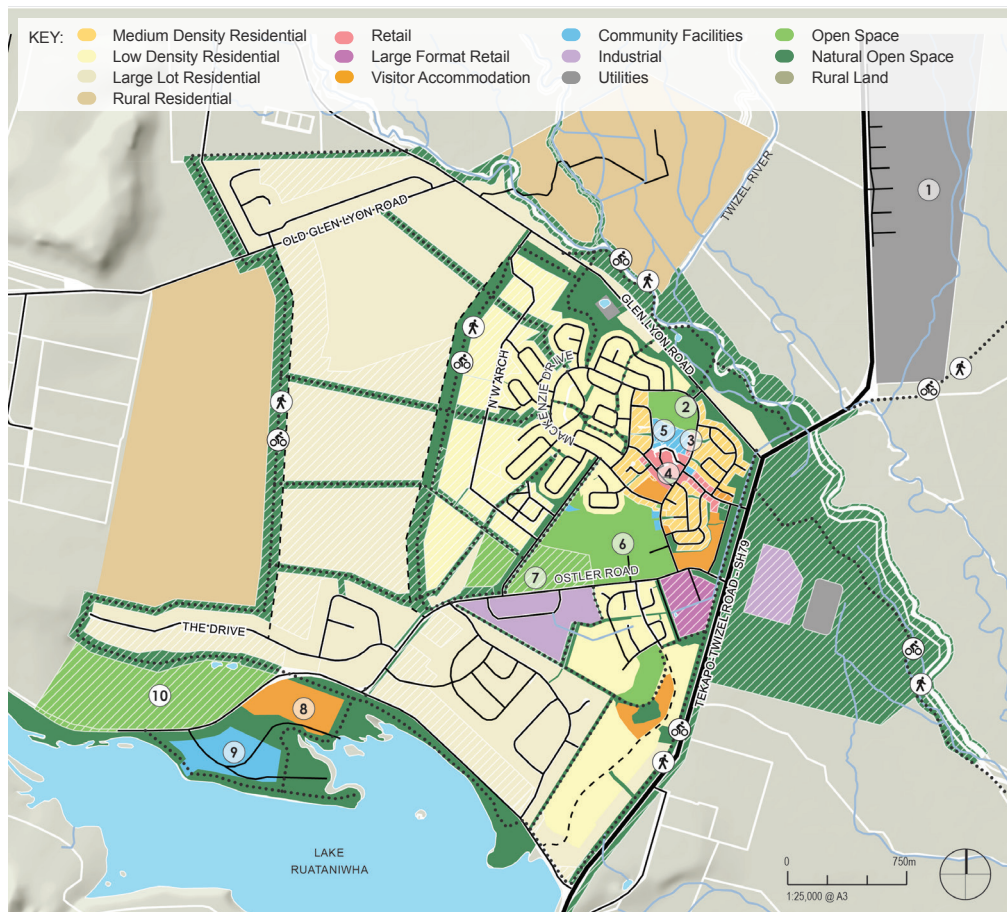 KEY:
Medium Density Residential
Low Density Residential
Large Lot Residential
Rural Residential
Retail
Large Format Retail
Visitor Accommodation
Community Facilities
Industrial
Utilities
Open Space
Natural Open Space
Rural Land
1
TWIZEL RIVER
OLD GLEN LYON ROAD
GLEN LYON ROAD
N'W'ARCH
MACKENZIE DRIVE
2
5
3
4
6
7
OSTLER ROAD
TEKAPO-TWIZEL ROAD - SH79
THE DRIVE
10
8
9
LAKE
RUATANIWHA
0
750m
1:25,000 @ A3